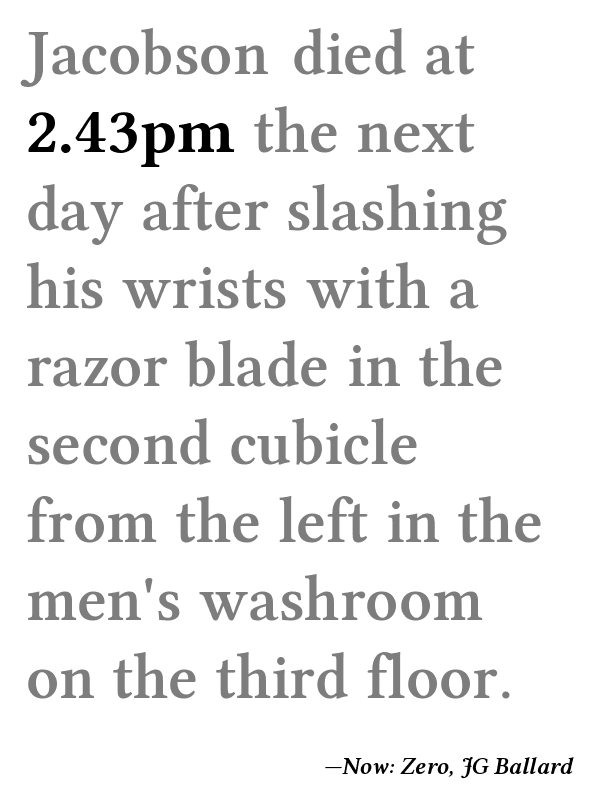 Jacobson died at
2.43pm the next
day after slashing
his wrists with a
razor blade in the
second cubicle
from the left in the
men's washroom
on the third floor.
—Now: Zero, JG Ballard